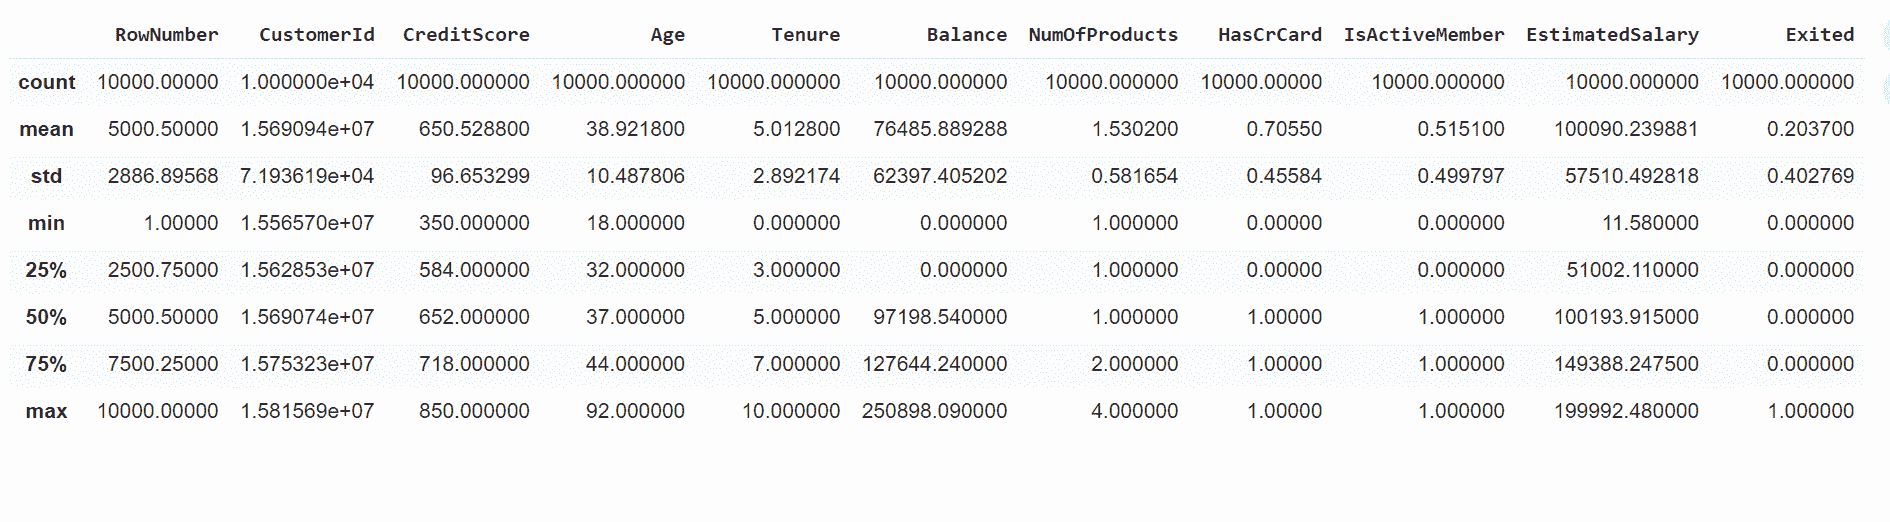 RowNumber CustomerId CreditScore Age Tenure Balance NumOfProducts HasCrCard IsActiveMember EstimatedSalary Exited
count 10000.00000 1.000000e+04 10000.000000 10000.000000 10000.000000 10000.000000 10000.000000 10000.00000 10000.000000 10000.000000 10000.000000
mean 5000.50000 1.569094e+07 650.528800 38.921800 5.012800 76485.889288 1.530200 0.70550 0.515100 100090.239881 0.203700
std 2886.89568 7.193619e+04 96.653299 10.487806 2.892174 62397.405202 0.581654 0.45584 0.499797 57510.492818 0.402769
min 1.00000 1.556570e+07 350.000000 18.000000 0.000000 0.000000 1.000000 0.00000 0.000000 11.580000 0.000000
25% 2500.75000 1.562853e+07 584.000000 32.000000 3.000000 0.000000 1.000000 0.00000 0.000000 51002.110000 0.000000
50% 5000.50000 1.569074e+07 652.000000 37.000000 5.000000 97198.540000 1.000000 1.00000 1.000000 100193.915000 0.000000
75% 7500.25000 1.575323e+07 718.000000 44.000000 7.000000 127644.240000 2.000000 1.00000 1.000000 149388.247500 0.000000
max 10000.00000 1.581569e+07 850.000000 92.000000 10.000000 250898.090000 4.000000 1.00000 1.000000 199992.480000 1.000000